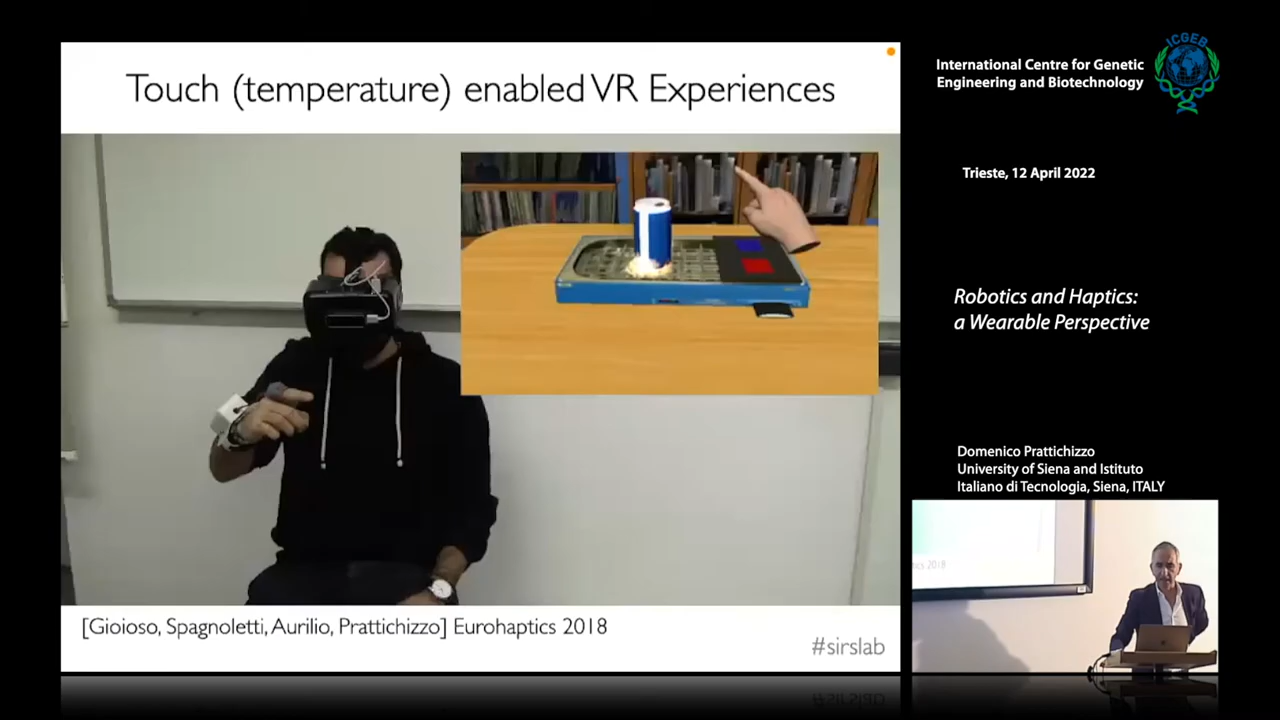 Touch (temperature) enabled VR Experiences
[Gioioso, Spagnoletti, Aurilio, Prattichizzo] Eurohaptics 2018
#sirslab
International Centre for Genetic
Engineering and Biotechnology
ICGEB
Trieste, 12 April 2022
Robotics and Haptics:
a Wearable Perspective
Domenico Prattichizzo
University of Siena and Istituto
Italiano di Tecnologia, Siena, ITALY
tics 2018